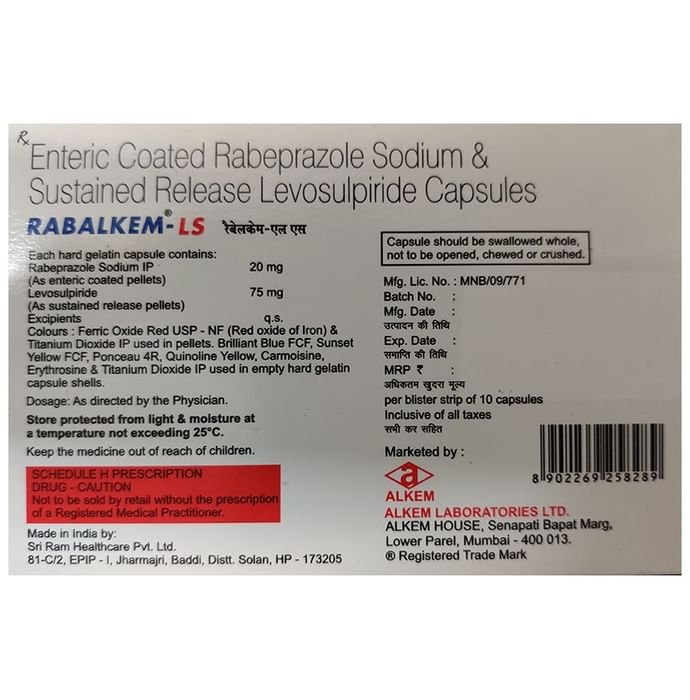 Rx
Enteric Coated Rabeprazole Sodium &
Sustained Release Levosulpiride Capsules
RABALKEM®-LS रैबेलकेम-एल एस
Each hard gelatin capsule contains:
Rabeprazole Sodium IP 20 mg
(As enteric coated pellets)
Levosulpiride 75 mg
(As sustained release pellets)
Excipients q.s.
Colours : Ferric Oxide Red USP - NF (Red oxide of Iron) &
Titanium Dioxide IP used in pellets. Brilliant Blue FCF, Sunset
Yellow FCF, Ponceau 4R, Quinoline Yellow, Carmoisine,
Erythrosine & Titanium Dioxide IP used in empty hard gelatin
capsule shells.
Dosage: As directed by the Physician.
Store protected from light & moisture at
a temperature not exceeding 25°C.
Keep the medicine out of reach of children.
SCHEDULE H PRESCRIPTION
DRUG - CAUTION
Not to be sold by retail without the prescription
of a Registered Medical Practitioner.
Made in India by:
Sri Ram Healthcare Pvt. Ltd.
81-C/2, EPIP - I, Jharmajri, Baddi, Distt. Solan, HP - 173205
Capsule should be swallowed whole,
not to be opened, chewed or crushed.
Mfg. Lic. No. : MNB/09/771
Batch No. :
Mfg. Date :
उत्पादन की तिथि
Exp. Date :
समाप्ति की तिथि
MRP ₹ :
अधिकतम खुदरा मूल्य
per blister strip of 10 capsules
Inclusive of all taxes
सभी कर सहित
Marketed by :
a
ALKEM
ALKEM LABORATORIES LTD.
ALKEM HOUSE, Senapati Bapat Marg,
Lower Parel, Mumbai - 400 013.
® Registered Trade Mark
8 902269 258289